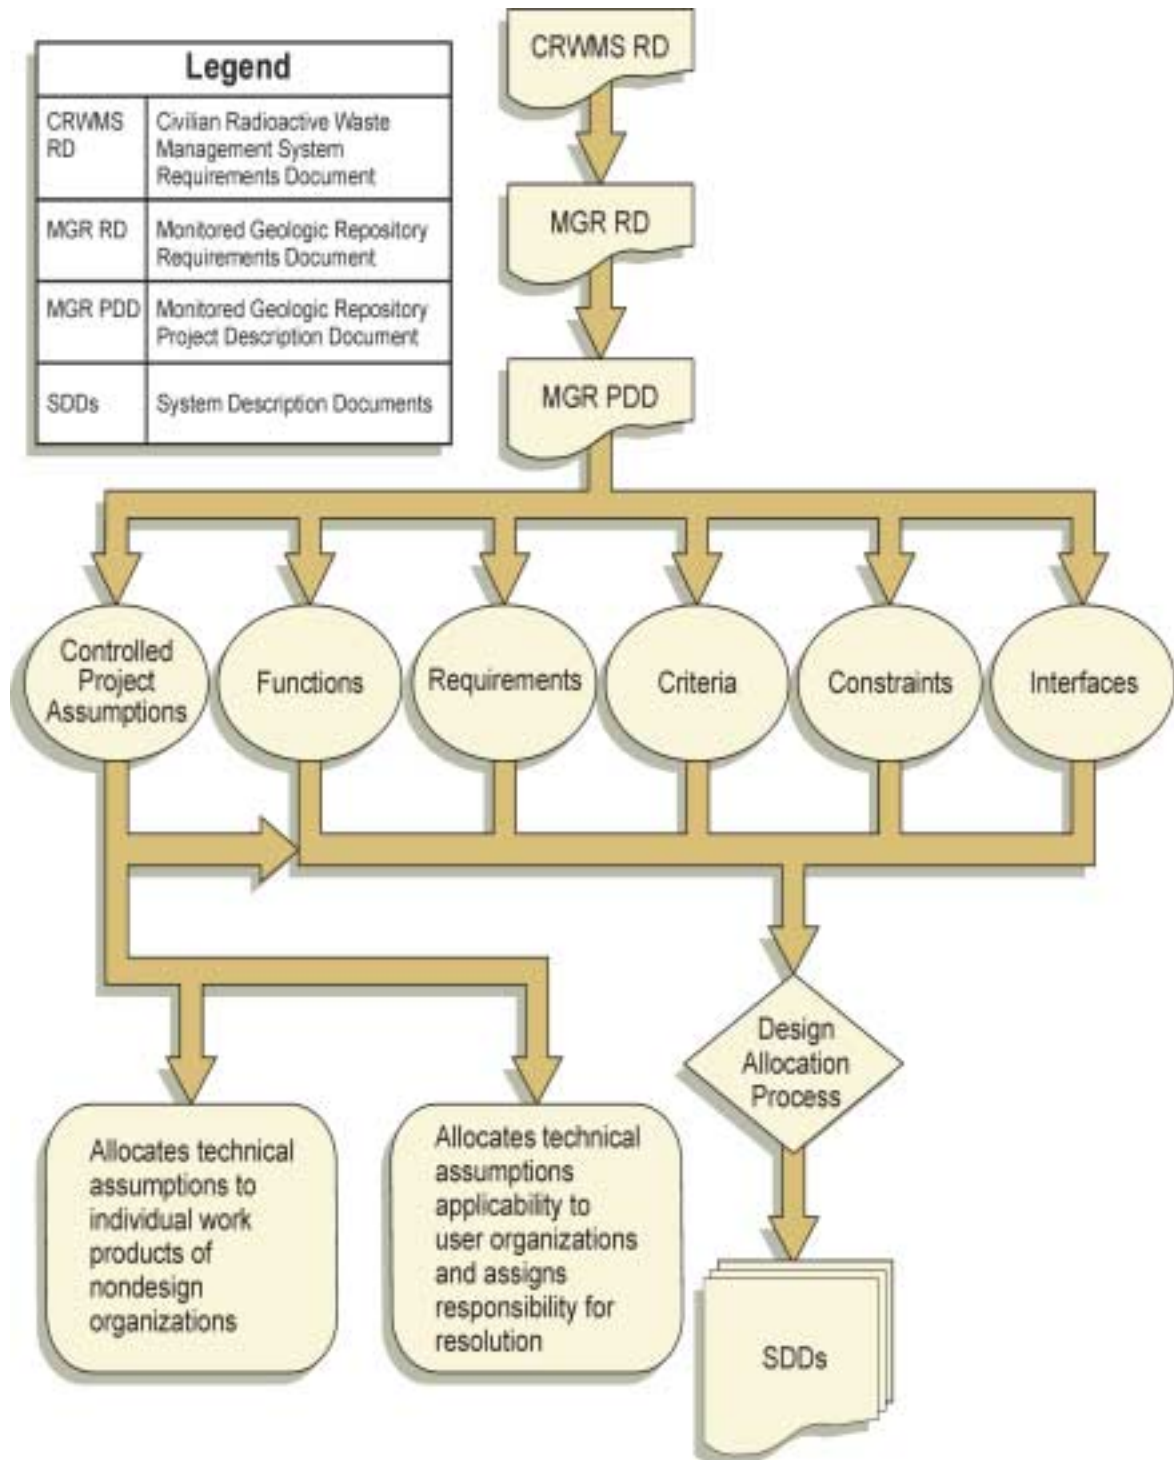 Legend
CRWMS
RD
Civilian Radioactive Waste
Management System
Requirements Document
MGR RD
Monitored Geologic Repository
Requirements Document
MGR PDD
Monitored Geologic Repository
Project Description Document
SDDs
System Description Documents
CRWMS RD
MGR RD
MGR PDD
Controlled
Project
Assumptions
Functions
Requirements
Criteria
Constraints
Interfaces
Design
Allocation
Process
Allocates technical
assumptions to
individual work
products of
nondesign
organizations
Allocates technical
assumptions
applicability to
user organizations
and assigns
responsibility for
resolution
SDDs